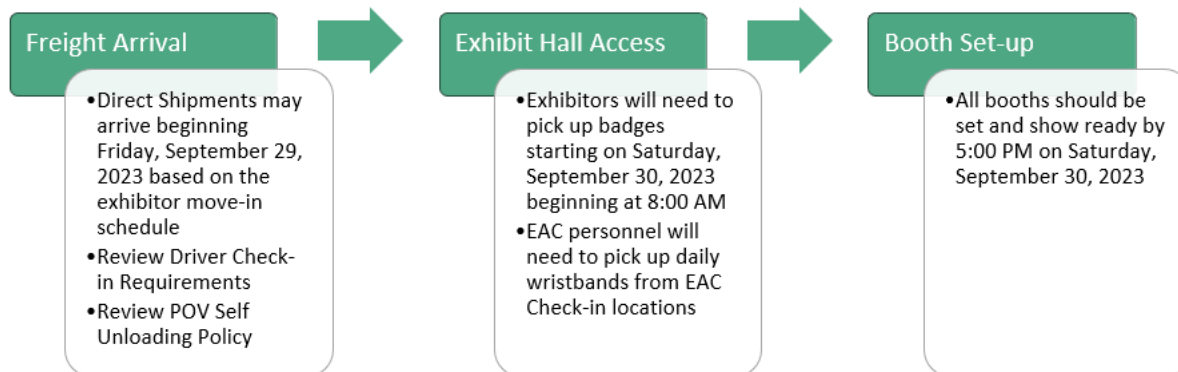 Freight Arrival
•Direct Shipments may
arrive beginning
Friday, September 29,
2023 based on the
exhibitor move-in
schedule
•Review Driver Check-
in Requirements
•Review POV Self
Unloading Policy
Exhibit Hall Access
•Exhibitors will need to
pick up badges
starting on Saturday,
September 30, 2023
beginning at 8:00 AM
•EAC personnel will
need to pick up daily
wristbands from EAC
Check-in locations
Booth Set-up
•All booths should be
set and show ready by
5:00 PM on Saturday,
September 30, 2023